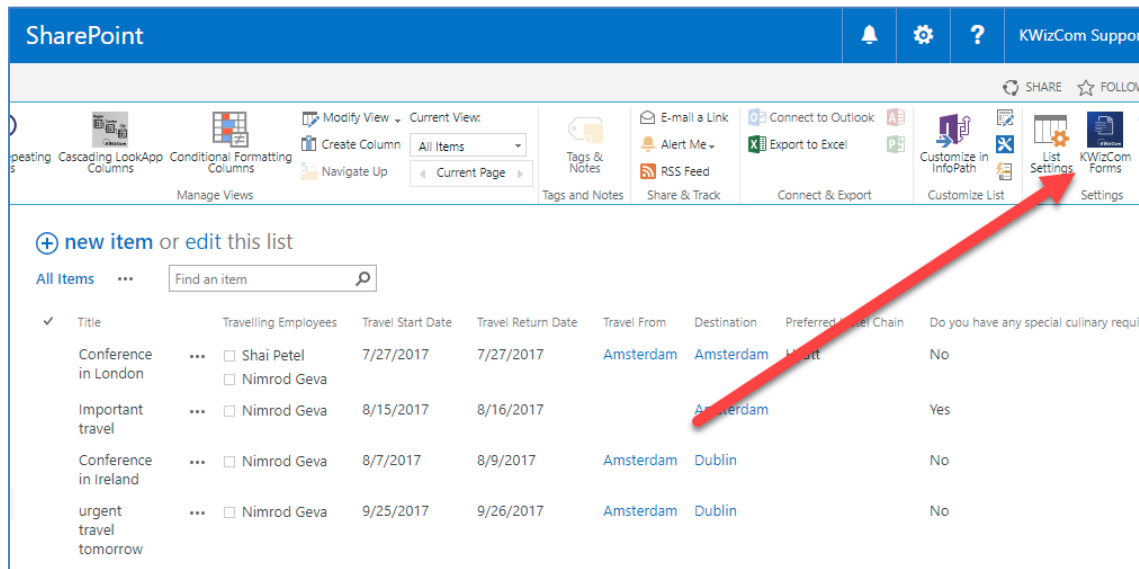 SharePoint
?
KWizCom Suppor
SHARE FOLLOW
Modify View Current View:
Create Column All Items
Navigate Up Current Page
epeating Cascading LookApp Conditional Formatting
s Columns Columns
Tags &
Notes
E-mail a Link
Alert Me
RSS Feed
Connect to Outlook
Export to Excel
Customize in
InfoPath
List
Settings
KWizCom
Forms
Manage Views Tags and Notes Share & Track Connect & Export Customize List Settings
new item or edit this list
All Items ••• Find an item
Title Travelling Employees Travel Start Date Travel Return Date Travel From Destination Preferred Chain Do you have any special culinary requi
Conference ••• Shai Petel 7/27/2017 7/27/2017 Amsterdam Amsterdam No
in London Nimrod Geva
Important ••• Nimrod Geva 8/15/2017 8/16/2017 Amsterdam Yes
travel
Conference ••• Nimrod Geva 8/7/2017 8/9/2017 Amsterdam Dublin No
in Ireland
urgent ••• Nimrod Geva 9/25/2017 9/26/2017 Amsterdam Dublin No
travel
tomorrow